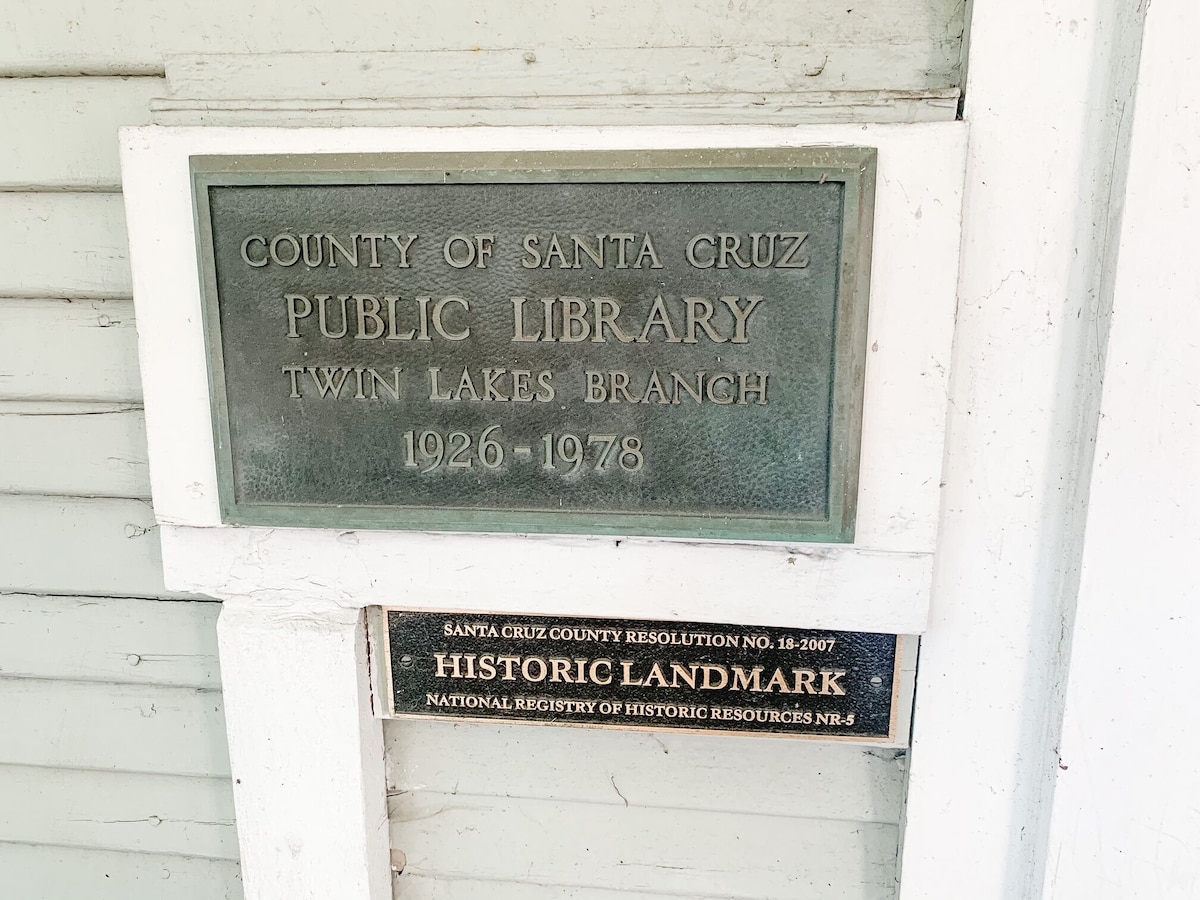 COUNTY OF SANTA CRUZ
PUBLIC LIBRARY
TWIN LAKES BRANCH
1926-1978
SANTA CRUZ COUNTY RESOLUTION NO. 18-2007
HISTORIC LANDMARK
NATIONAL REGISTRY OF HISTORIC RESOURCES NR-5